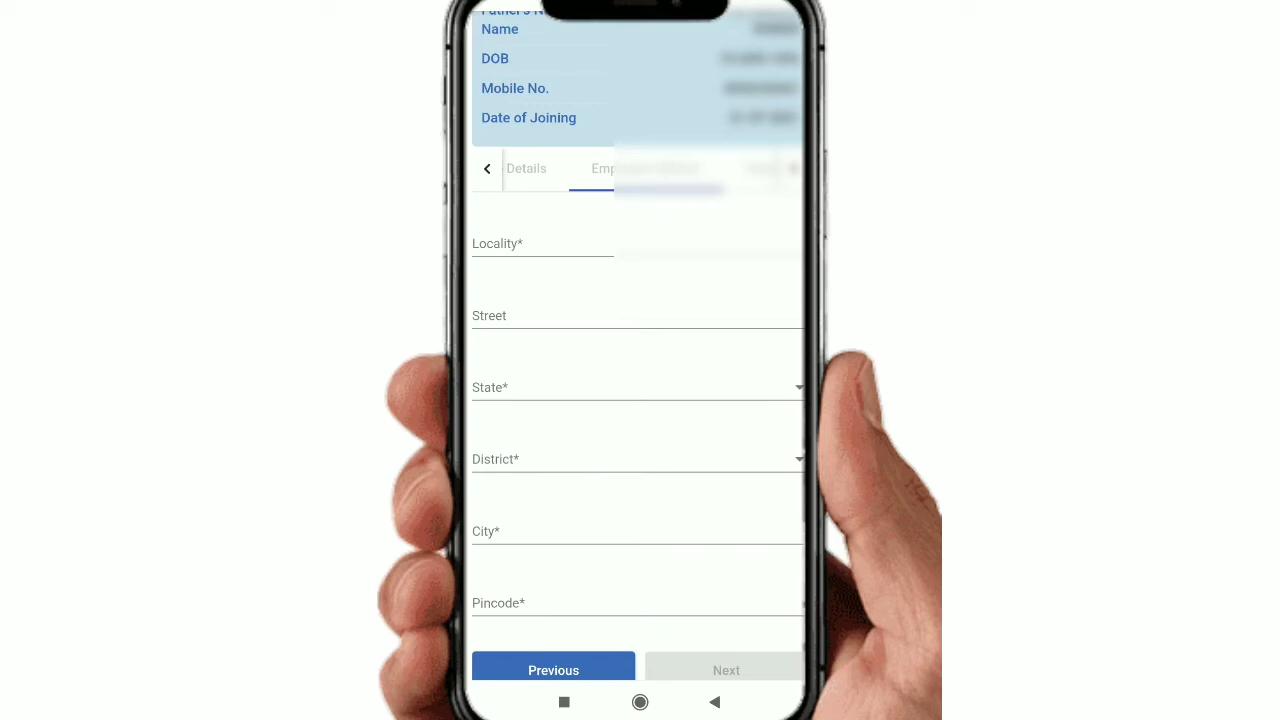 Father's N
Name
DOB
Mobile No.
Date of Joining
Details
Emp
Locality*
Street
State*
District*
City*
Pincode*
Previous
Next